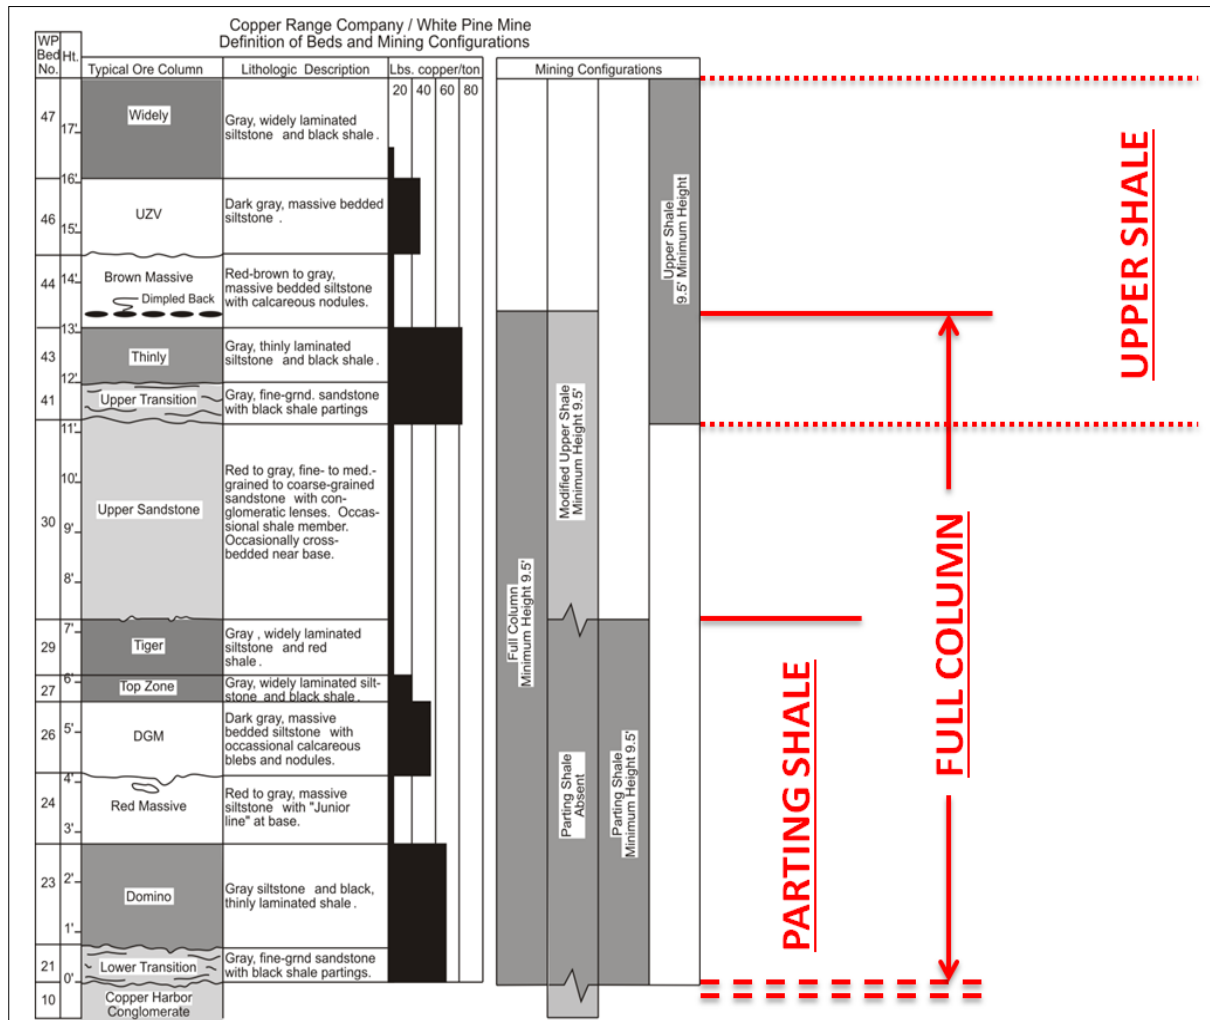 Copper Range Company / White Pine Mine
Definition of Beds and Mining Configurations
WP
Bed
No.
Ht.
Typical Ore Column
Lithologic Description
Lbs. copper/ton
20 40 60 80
Mining Configurations
47
17'
Widely
Gray, widely laminated
siltstone and black shale .
16'
46
15'
UZV
Dark gray, massive bedded
siltstone .
44
14'
Brown Massive
Dimpled Back
Red-brown to gray,
massive bedded siltstone
with calcareous nodules.
13'
43
Thinly
Gray, thinly laminated
siltstone and black shale .
12'
41
Upper Transition
Gray, fine-grnd. sandstone
with black shale partings
11'
10'
30
9'
8'
Upper Sandstone
Red to gray, fine- to med.-
grained to coarse-grained
sandstone with con-
glomeratic lenses. Occas-
sional shale member.
Occasionally cross-
bedded near base.
7'
29
Tiger
Gray , widely laminated
siltstone and red
shale .
6'
27
Top Zone
Gray, widely laminated silt-
stone and black shale .
26
5'
DGM
Dark gray, massive
bedded siltstone with
occassional calcareous
blebs and nodules.
4'
24
3'
Red Massive
Red to gray, massive
siltstone with "Junior
line" at base.
23
2'
1'
Domino
Gray siltstone and black,
thinly laminated shale .
21
0'
Lower Transition
Gray, fine-grnd sandstone
with black shale partings.
10
Copper Harbor
Conglomerate
Full Column
Minimum Height 9.5'
Modified Upper Shale
Minimum Height 9.5'
Parting Shale
Absent
Parting Shale
Minimum Height 9.5'
Upper Shale
9.5' Minimum Height
PARTING SHALE
FULL COLUMN
UPPER SHALE